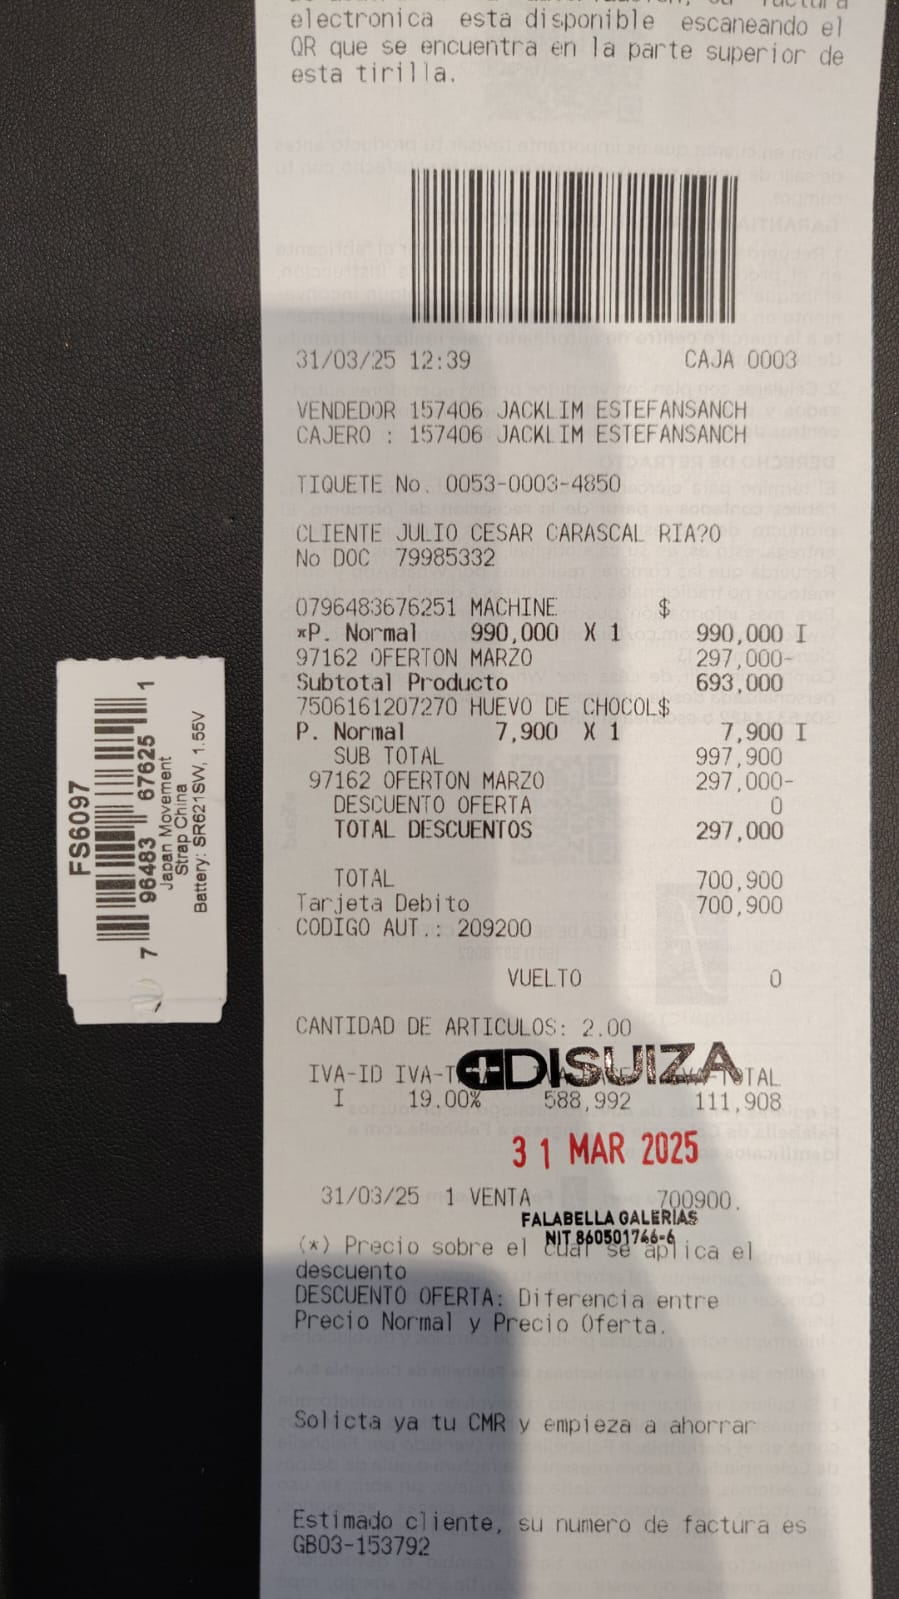 electronica esta disponible escaneando el
QR que se encuentra en la parte superior de
esta tirilla.
31/03/25 12:39 CAJA 0003
VENDEDOR 157406 JACKLIM ESTEFANSANCH
CAJERO : 157406 JACKLIM ESTEFANSANCH
TIQUETE No. 0053-0003-4850
CLIENTE JULIO CESAR CARASCAL RIA?O
No DOC 79985332
0796483676251 MACHINE $
*P. Normal 990,000 X 1 990,000 I
97162 OFERTON MARZO 297,000-
Subtotal Producto 693,000
7506161207270 HUEVO DE CHOCOL$
P. Normal 7,900 X 1 7,900 I
SUB TOTAL 997,900
97162 OFERTON MARZO 297,000-
DESCUENTO OFERTA 0
TOTAL DESCUENTOS 297,000
TOTAL 700,900
Tarjeta Debito 700,900
CODIGO AUT.: 209200
VUELTO 0
CANTIDAD DE ARTICULOS: 2.00
DISUIZA
IVA-ID IVA-T TOTAL
I 19.00% 588,992 111,908
31 MAR 2025
31/03/25 1 VENTA 700900.
FALABELLA GALERIAS
NIT 860501746-6
(*) Precio sobre el cual se aplica el
descuento
DESCUENTO OFERTA: Diferencia entre
Precio Normal y Precio Oferta.
Solicta ya tu CMR y empieza a ahorrar
Estimado cliente, su numero de factura es
GB03-153792
FS6097
7 96483 67625 1
Japan Movement
Strap China
Battery: SR621SW, 1.55V